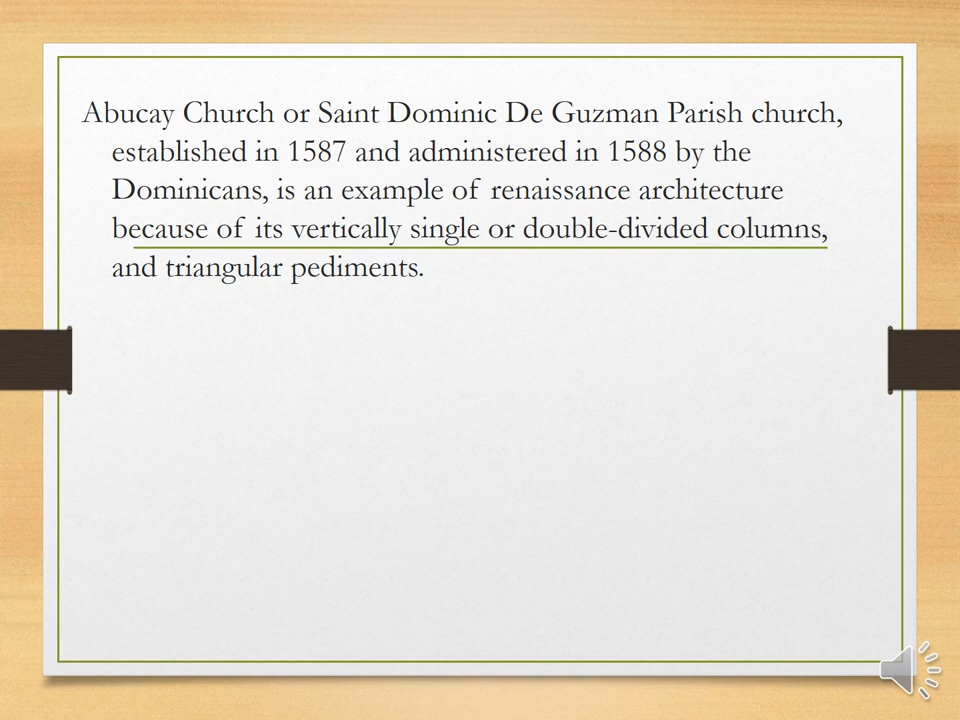 Abucay Church or Saint Dominic De Guzman Parish church,
established in 1587 and administered in 1588 by the
Dominicans, is an example of renaissance architecture
because of its vertically single or double-divided columns,
and triangular pediments.